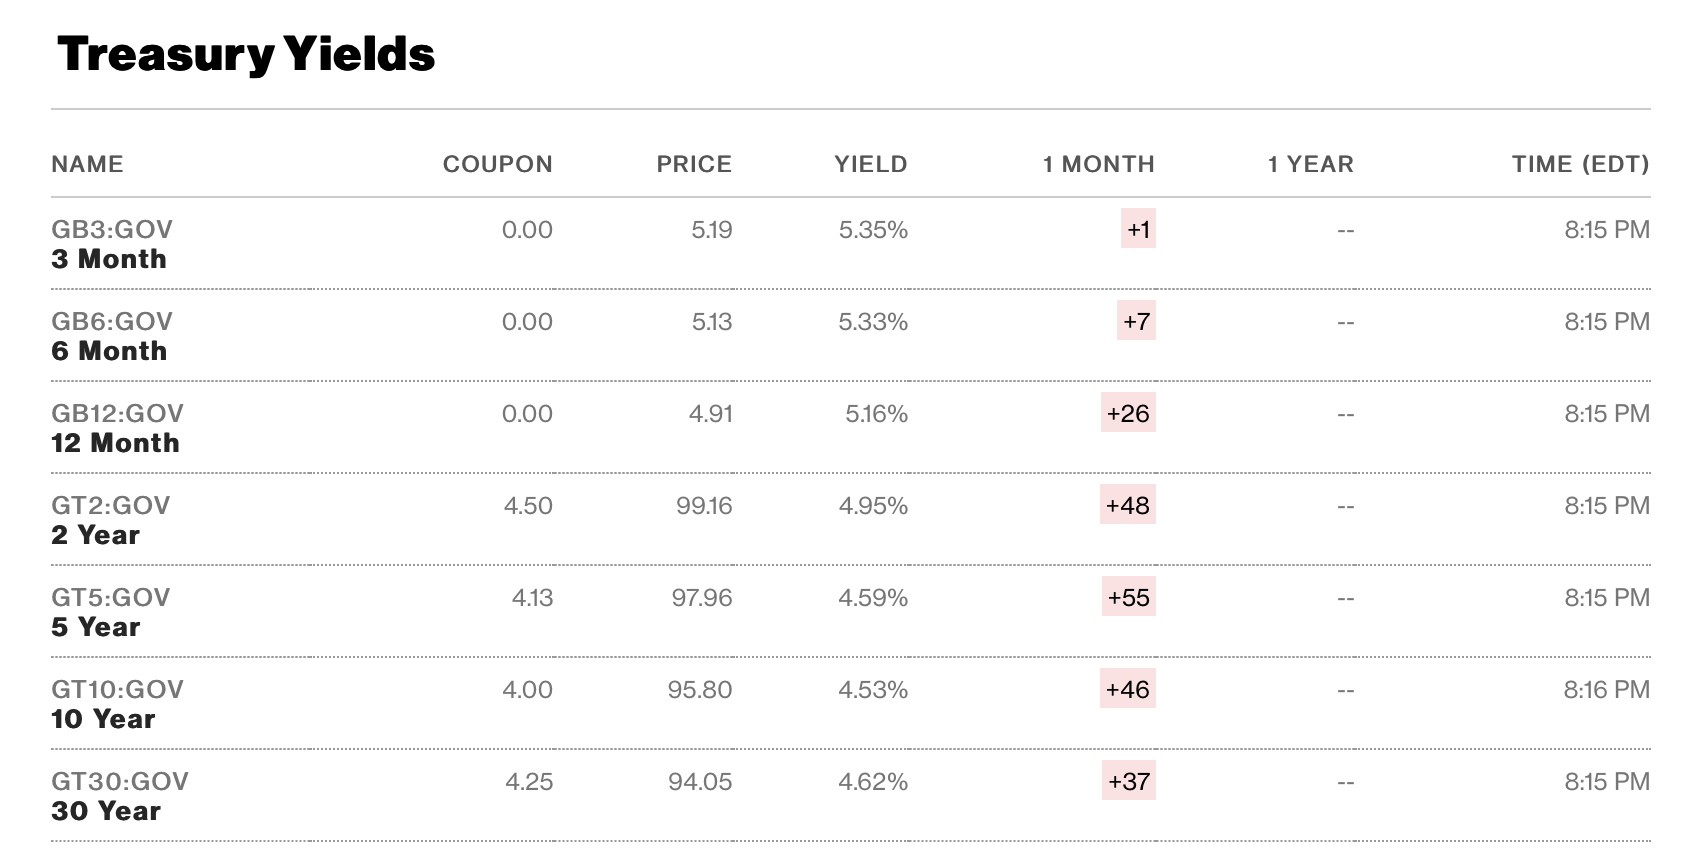 Treasury Yields
NAME COUPON PRICE YIELD 1 MONTH 1 YEAR TIME (EDT)
GB3:GOV 0.00 5.19 5.35% +1 -- 8:15 PM
3 Month
GB6:GOV 0.00 5.13 5.33% +7 -- 8:15 PM
6 Month
GB12:GOV 0.00 4.91 5.16% +26 -- 8:15 PM
12 Month
GT2:GOV 4.50 99.16 4.95% +48 -- 8:15 PM
2 Year
GT5:GOV 4.13 97.96 4.59% +55 -- 8:15 PM
5 Year
GT10:GOV 4.00 95.80 4.53% +46 -- 8:16 PM
10 Year
GT30:GOV 4.25 94.05 4.62% +37 -- 8:15 PM
30 Year